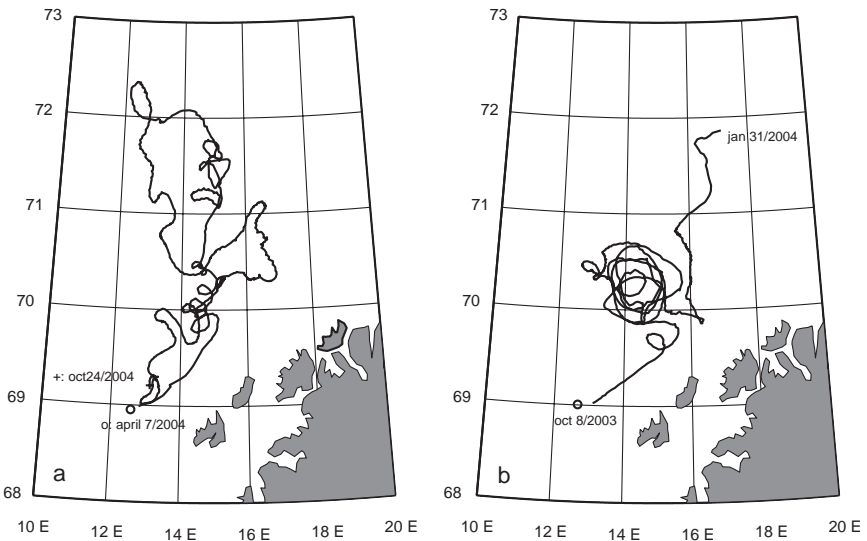 73
72
71
70
69
68
10 E
12 E
14 E
16 E
18 E
20 E
+: oct24/2004
o: april 7/2004
a
73
72
71
70
69
68
10 E
12 E
14 E
16 E
18 E
20 E
jan 31/2004
oct 8/2003
b